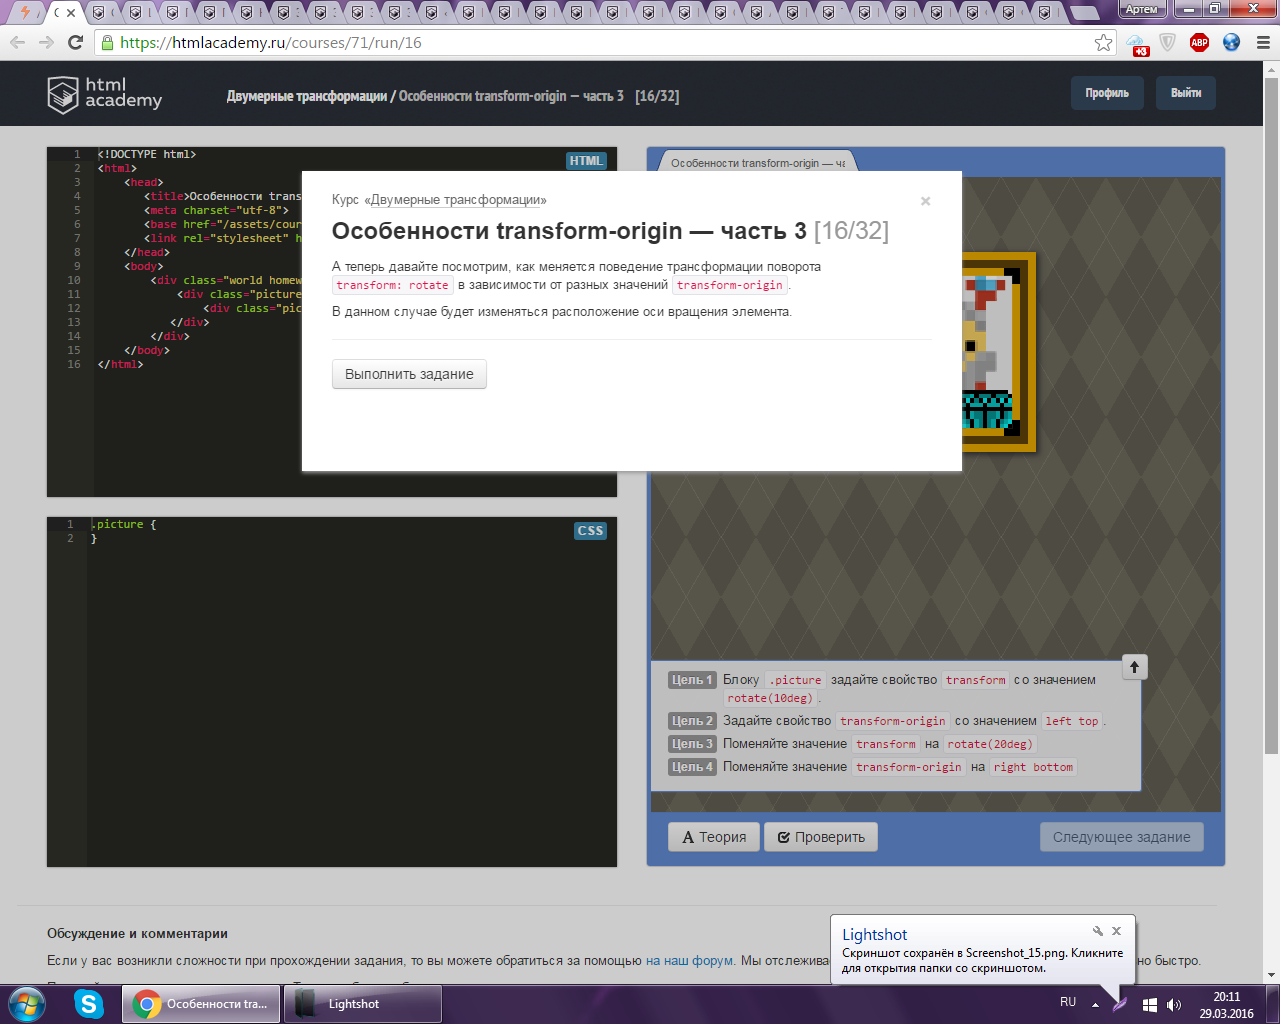 Артем
https://htmlacademy.ru/courses/71/run/16
+3
ABP
html
academy
Двумерные трансформации / Особенности transform-origin — часть 3 [16/32]
Профиль
Выйти
HTML
1 <!DOCTYPE html>
2 <html>
3 <head>
4 <title>Особенности trans
5 <meta charset="utf-8">
6 <base href="/assets/cour
7 <link rel="stylesheet" h
8 </head>
9 <body>
10 <div class="world homew
11 <div class="picture
12 <div class="pic
13 </div>
14 </div>
15 </body>
16 </html>
Особенности transform-origin — ча
Курс «Двумерные трансформации»
×
Особенности transform-origin — часть 3 [16/32]
А теперь давайте посмотрим, как меняется поведение трансформации поворота
transform: rotate в зависимости от разных значений transform-origin.
В данном случае будет изменяться расположение оси вращения элемента.
Выполнить задание
CSS
1 .picture {
2 }
Цель 1 Блоку .picture задайте свойство transform со значением
rotate(10deg).
Цель 2 Задайте свойство transform-origin со значением left top.
Цель 3 Поменяйте значение transform на rotate(20deg)
Цель 4 Поменяйте значение transform-origin на right bottom
Теория
Проверить
Следующее задание
Обсуждение и комментарии
Если у вас возникли сложности при прохождении задания, то вы можете обратиться за помощью на наш форум. Мы отслежива
но быстро.
Lightshot
Скриншот сохранён в Screenshot_15.png. Кликните
для открытия папки со скриншотом.
Особенности tra...
Lightshot
RU
20:11
29.03.2016